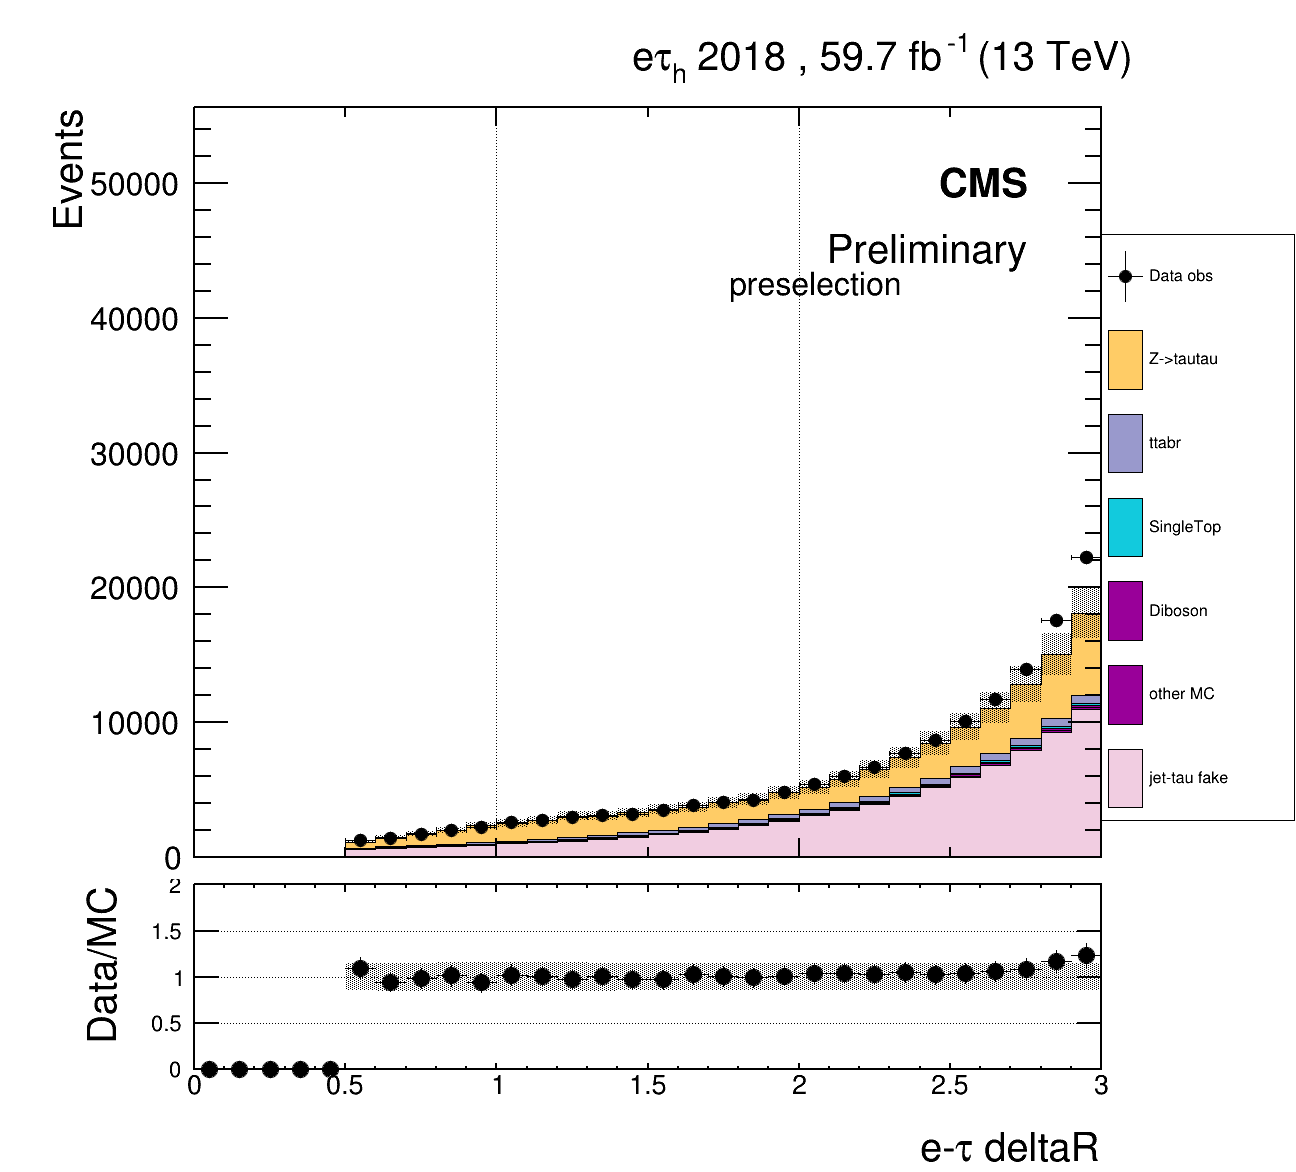 eτh 2018 , 59.7 fb-1 (13 TeV)
Events
50000
40000
30000
20000
10000
0
CMS
Preliminary
preselection
Data obs
Z->tautau
ttabr
SingleTop
Diboson
other MC
jet-tau fake
Data/MC
2
1.5
1
0.5
0
0 0.5 1 1.5 2 2.5 3
e-τ deltaR